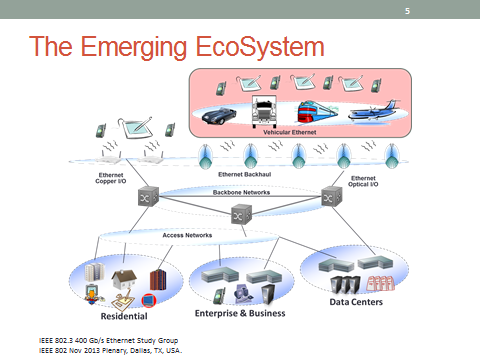 5
The Emerging EcoSystem
Vehicular Ethernet
Ethernet
Copper I/O
Ethernet Backhaul
Ethernet
Optical I/O
Backbone Networks
Access Networks
Residential
Enterprise & Business
Data Centers
IEEE 802.3 400 Gb/s Ethernet Study Group
IEEE 802 Nov 2013 Plenary, Dallas, TX, USA.